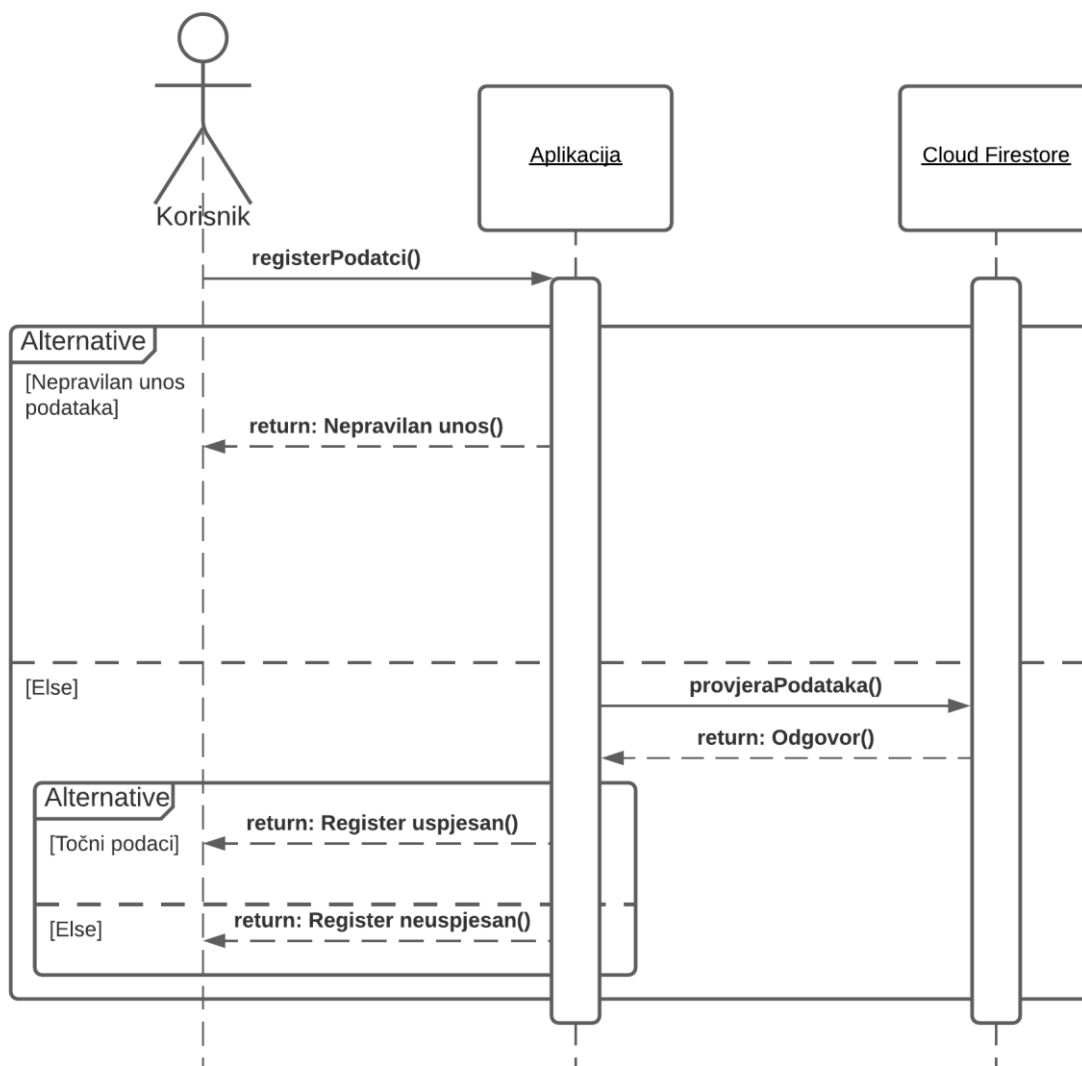 Aplikacija
Cloud Firestore
Korisnik
registerPodatci()
Alternative
[Nepravilan unos
podataka]
return: Nepravilan unos()
[Else]
provjeraPodataka()
return: Odgovor()
Alternative
return: Register uspjesan()
[Točni podaci]
return: Register neuspjesan()
[Else]